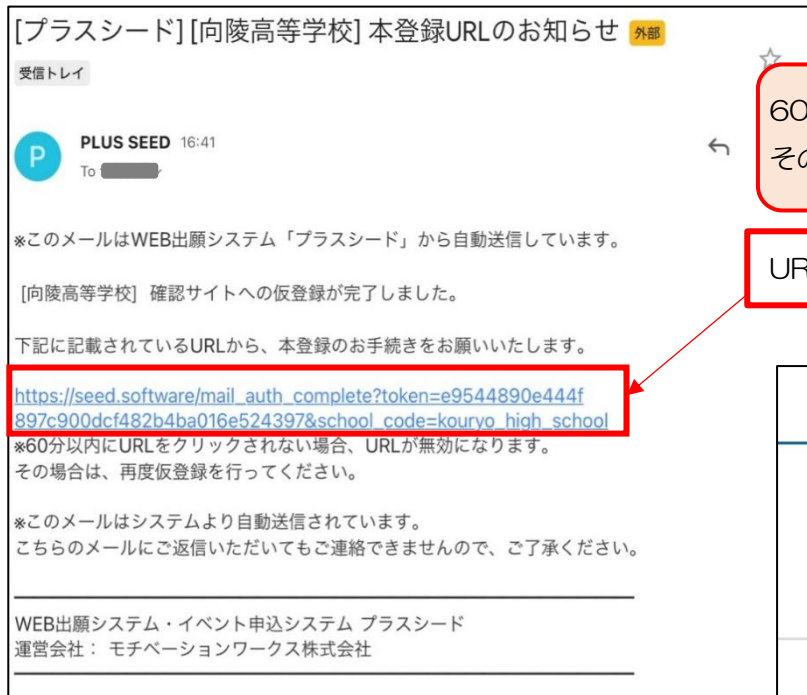 [プラスシード] [向陵高等学校] 本登録URLのお知らせ 外部
受信トレイ
PLUS SEED 16:41
P
To
※このメールはWEB出願システム「プラスシード」から自動送信しています。
[向陵高等学校] 確認サイトへの仮登録が完了しました。
下記に記載されているURLから、本登録のお手続きをお願いいたします。
https://seed.software/mail_auth_complete?token=e9544890e444f
897c900dcf482b4ba016e524397&school_code=kouryo_high_school
※60分以内にURLをクリックされない場合、URLが無効になります。
その場合は、再度仮登録を行ってください。
※このメールはシステムより自動送信されています。
こちらのメールにご返信いただいてもご連絡できませんので、ご了承ください。
WEB出願システム・イベント申込システム プラスシード
運営会社： モチベーションワークス株式会社
60
その
UR